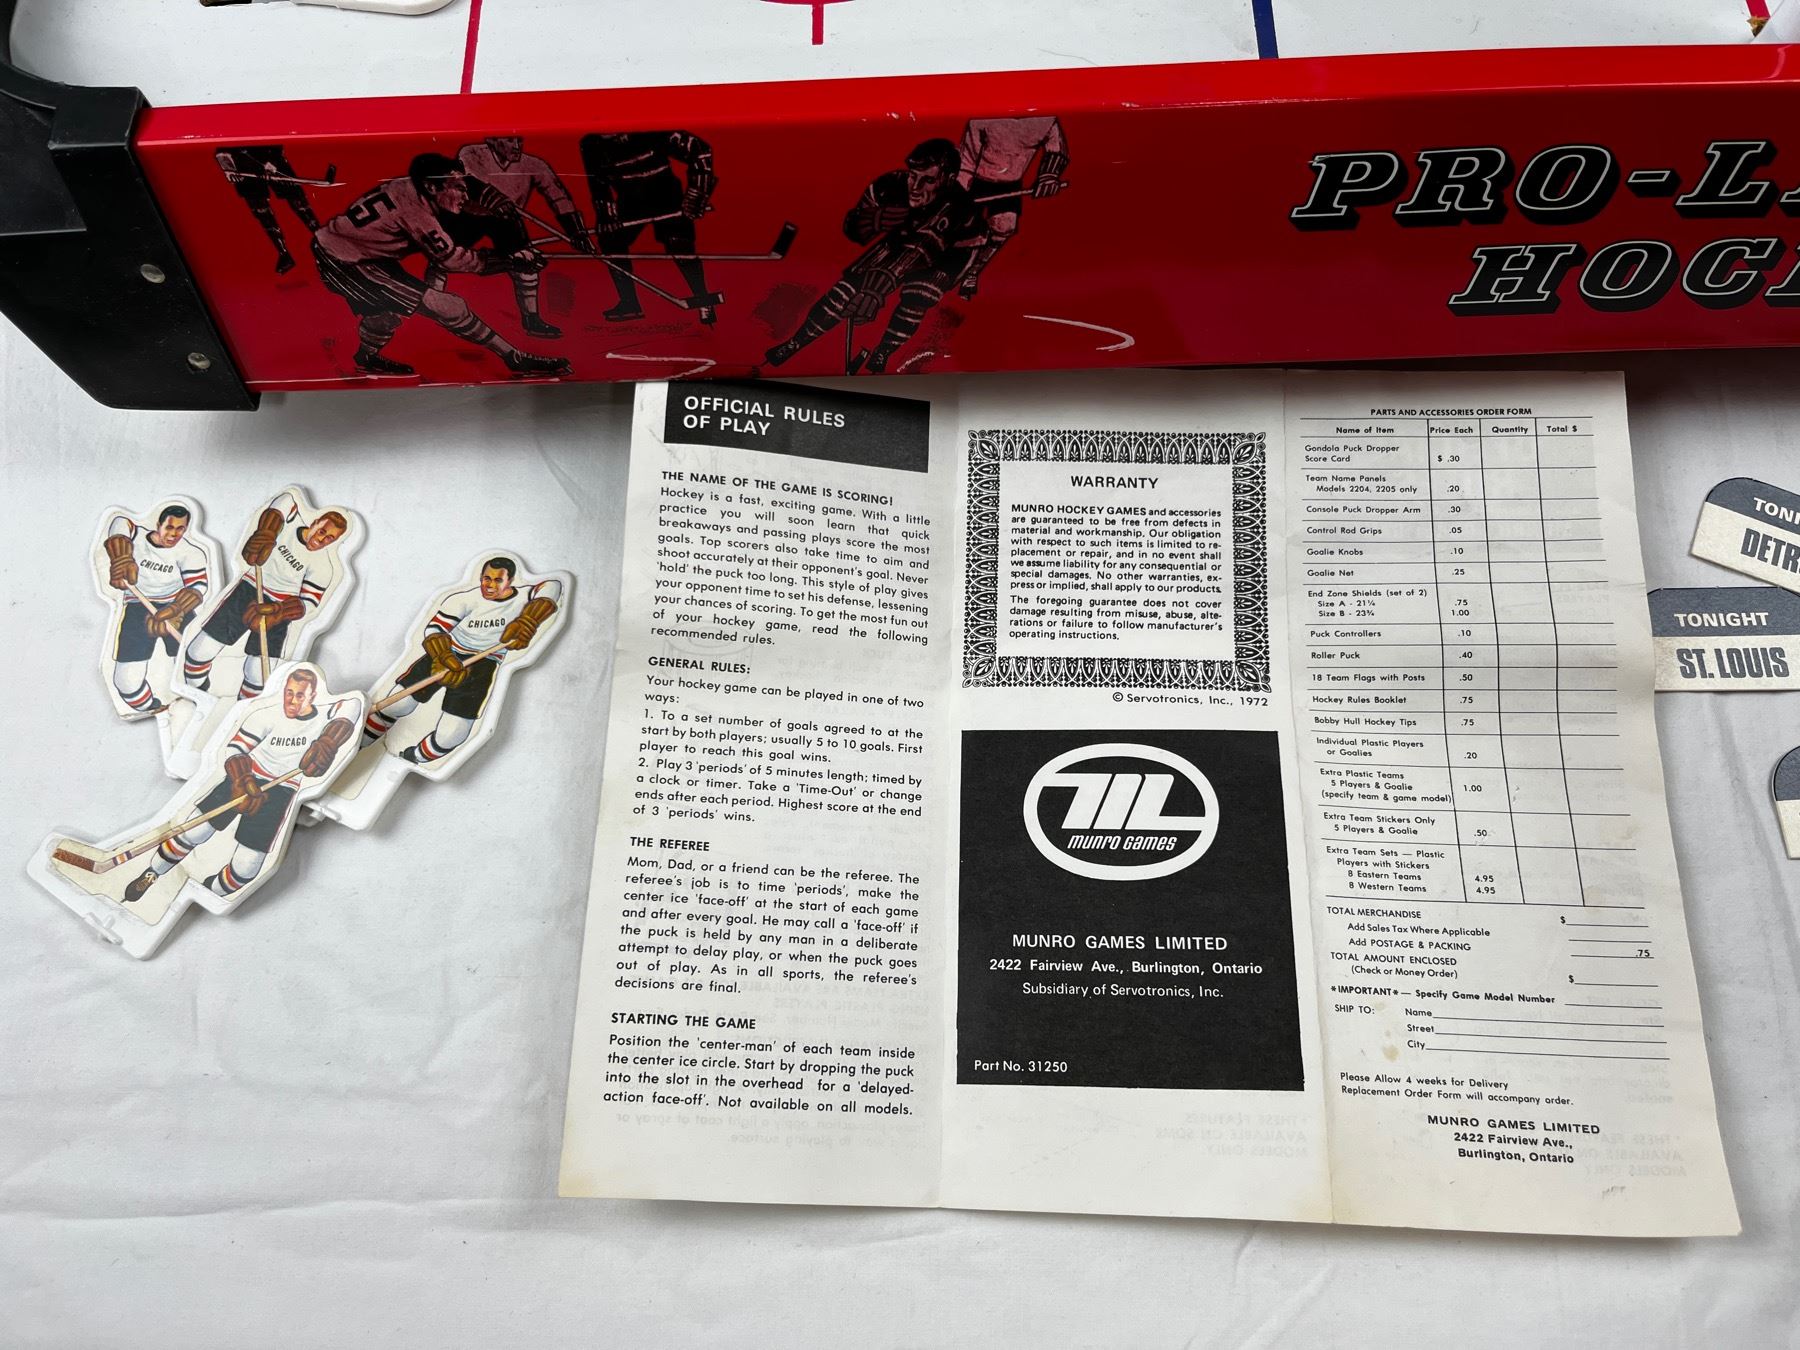 5
15
PRO-L
HOC
CHICAGO
CHICAGO
CHICAGO
CHICAGO
OFFICIAL RULES
OF PLAY
THE NAME OF THE GAME IS SCORING!
Hockey is a fast, exciting game. With a little
practice you will soon learn that quick
breakaways and passing plays score the most
goals. Top scorers also take time to aim and
shoot accurately at their opponent's goal. Never
'hold' the puck too long. This style of play gives
your opponent time to set his defense, lessening
your chances of scoring. To get the most fun out
of your hockey game, read the following
recommended rules.
GENERAL RULES:
Your hockey game can be played in one of two
ways:
1. To a set number of goals agreed to at the
start by both players; usually 5 to 10 goals. First
player to reach this goal wins.
2. Play 3 'periods' of 5 minutes length; timed by
a clock or timer. Take a 'Time-Out' or change
ends after each period. Highest score at the end
of 3 'periods' wins.
THE REFEREE
Mom, Dad, or a friend can be the referee. The
referee's job is to time 'periods', make the
center ice 'face-off' at the start of each game
and after every goal. He may call a 'face-off' if
the puck is held by any man in a deliberate
attempt to delay play, or when the puck goes
out of play. As in all sports, the referee's
decisions are final.
STARTING THE GAME
Position the 'center-man' of each team inside
the center ice circle. Start by dropping the puck
into the slot in the overhead for a 'delayed-
action face-off'. Not available on all models.
WARRANTY
MUNRO HOCKEY GAMES and accessories
are guaranteed to be free from defects in
material and workmanship. Our obligation
with respect to such items is limited to re-
placement or repair, and in no event shall
we assume liability for any consequential or
special damages. No other warranties, ex-
press or implied, shall apply to our products.
The foregoing guarantee does not cover
damage resulting from misuse, abuse, alte-
rations or failure to follow manufacturer's
operating instructions.
© Servotronics, Inc., 1972
munro games
MUNRO GAMES LIMITED
2422 Fairview Ave., Burlington, Ontario
Subsidiary of Servotronics, Inc.
Part No. 31250
PARTS AND ACCESSORIES ORDER FORM
Name of Item Price Each Quantity Total $
Gondola Puck Dropper
Score Card $ .30
Team Name Panels
Models 2204, 2205 only .20
Console Puck Dropper Arm .30
Control Rod Grips .05
Goalie Knobs .10
Goalie Net .25
End Zone Shields (set of 2)
Size A - 21¼ .75
Size B - 23¾ 1.00
Puck Controllers .10
Roller Puck .40
18 Team Flags with Posts .50
Hockey Rules Booklet .75
Bobby Hull Hockey Tips .75
Individual Plastic Players
or Goalies .20
Extra Plastic Teams
5 Players & Goalie 1.00
(specify team & game model)
Extra Team Stickers Only
5 Players & Goalie .50
Extra Team Sets — Plastic
Players with Stickers
8 Eastern Teams 4.95
8 Western Teams 4.95
TOTAL MERCHANDISE $
Add Sales Tax Where Applicable
Add POSTAGE & PACKING .75
TOTAL AMOUNT ENCLOSED $
(Check or Money Order)
*IMPORTANT* — Specify Game Model Number
SHIP TO: Name
Street
City
Please Allow 4 weeks for Delivery
Replacement Order Form will accompany order.
MUNRO GAMES LIMITED
2422 Fairview Ave.,
Burlington, Ontario
TONI
DETR
TONIGHT
ST. LOUIS